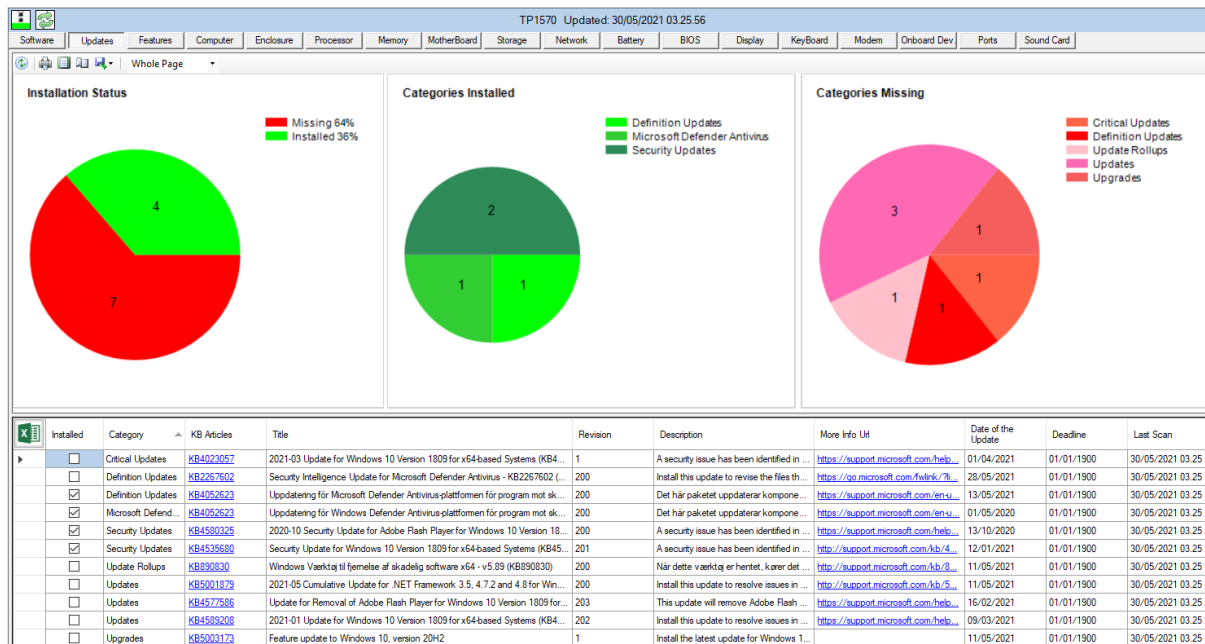 TP1570 Updated: 30/05/2021 03.25.56
Software Updates Features Computer Enclosure Processor Memory MotherBoard Storage Network Battery BIOS Display KeyBoard Modem Onboard Dev. Ports Sound Card
Whole Page
Installation Status
Missing 64%
Installed 36%
4
7
Categories Installed
Definition Updates
Microsoft Defender Antivirus
Security Updates
2
1 1
Categories Missing
Critical Updates
Definition Updates
Update Rollups
Updates
Upgrades
3
1
1
1
1
Installed Category KB Articles Title Revision Description More Info Url Date of the Update Deadline Last Scan
Critical Updates KB4023057 2021-03 Update for Windows 10 Version 1809 for x64-based Systems (KB4... 1 A security issue has been identified in ... https://support.microsoft.com/help... 01/04/2021 01/01/1900 30/05/2021 03.25
Definition Updates KB2267602 Security Intelligence Update for Microsoft Defender Antivirus - KB2267602 (... 200 Install this update to revise the files th... https://go.microsoft.com/fwlink/?li... 28/05/2021 01/01/1900 30/05/2021 03.25
Definition Updates KB4052623 Uppdatering för Microsoft Defender Antivirus-plattformen för program mot sk... 200 Det här paketet uppdaterar kompone... https://support.microsoft.com/en-u... 13/05/2021 01/01/1900 30/05/2021 03.25
Microsoft Defend... KB4052623 Uppdatering för Windows Defender Antivirus-plattformen för program mot sk... 200 Det här paketet uppdaterar kompone... https://support.microsoft.com/en-u... 01/05/2020 01/01/1900 30/05/2021 03.25
Security Updates KB4580325 2020-10 Security Update for Adobe Flash Player for Windows 10 Version 18... 200 A security issue has been identified in ... https://support.microsoft.com/help... 13/10/2020 01/01/1900 30/05/2021 03.25
Security Updates KB4535680 Security Update for Windows 10 Version 1809 for x64-based Systems (KB45... 201 A security issue has been identified in ... http://support.microsoft.com/kb/4... 12/01/2021 01/01/1900 30/05/2021 03.25
Update Rollups KB890830 Windows Værktøj til fjernelse af skadelig software x64 - v5.89 (KB890830) 200 Når dette værktøj er hentet, kører det ... http://support.microsoft.com/kb/8... 11/05/2021 01/01/1900 30/05/2021 03.25
Updates KB5001879 2021-05 Cumulative Update for .NET Framework 3.5, 4.7.2 and 4.8 for Win... 200 Install this update to resolve issues in ... http://support.microsoft.com/kb/5... 11/05/2021 01/01/1900 30/05/2021 03.25
Updates KB4577586 Update for Removal of Adobe Flash Player for Windows 10 Version 1809 for... 203 This update will remove Adobe Flash ... https://support.microsoft.com/help... 16/02/2021 01/01/1900 30/05/2021 03.25
Updates KB4589208 2021-01 Update for Windows 10 Version 1809 for x64-based Systems (KB4... 202 Install this update to resolve issues in ... https://support.microsoft.com/help... 09/03/2021 01/01/1900 30/05/2021 03.25
Upgrades KB5003173 Feature update to Windows 10, version 20H2 1 Install the latest update for Windows 1... 11/05/2021 01/01/1900 30/05/2021 03.25